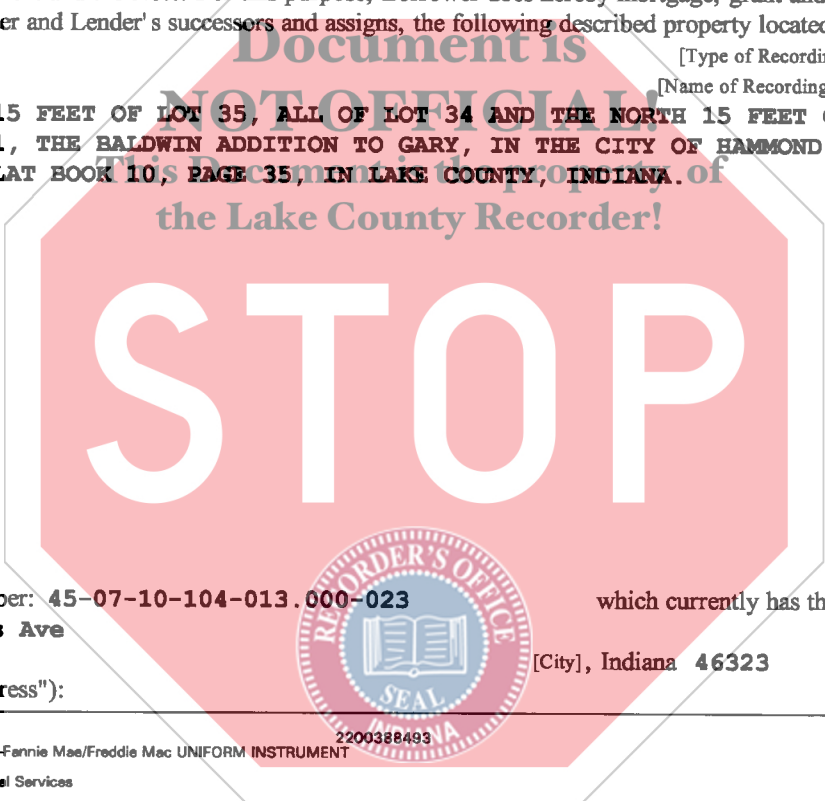 er and Lender's successors and assigns, the following described property located
[Type of Recordin
[Name of Recording
15 FEET OF LOT 35, ALL OF LOT 34 AND THE NORTH 15 FEET
, THE BALDWIN ADDITION TO GARY, IN THE CITY OF HAMMOND
LAT BOOK 10, PAGE 35, IN LAKE COUNTY, INDIANA.
Document is
NOT OFFICIAL!
This Document is the property of
the Lake County Recorder!
STOP
RECORDER'S OFFICE
SEAL
INDIANA
ber: 45-07-10-104-013.000-023 which currently has th
s Ave
[City], Indiana 46323
ress"):
2200388493
-Fannie Mae/Freddie Mac UNIFORM INSTRUMENT
al Services